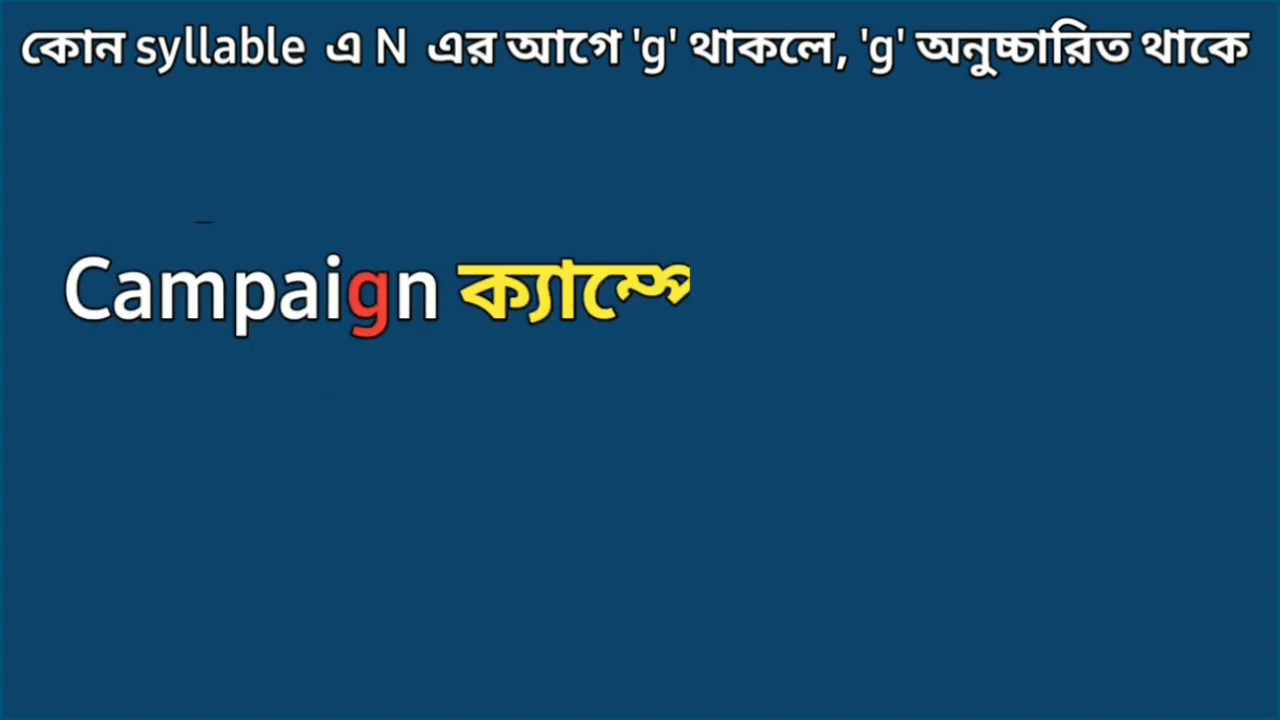 কোন syllable এ N এর আগে 'g' থাকলে, 'g' অনুচ্চারিত থাকে
Campaign ক্যাম্পে